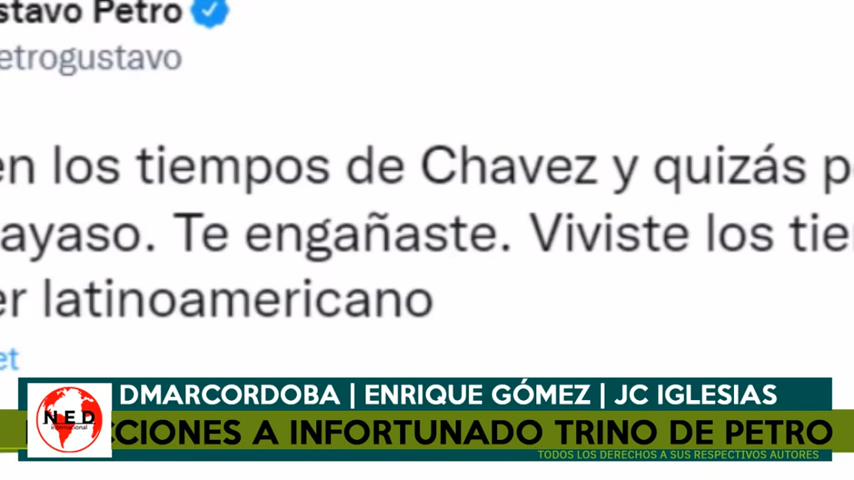 stavo Petro
etrogustavo
en los tiempos de Chavez y quizás p
ayaso. Te engañaste. Viviste los tie
er latinoamericano
et
DMARCORDOBA | ENRIQUE GÓMEZ | JC IGLESIAS
NED
international
CCIONES A INFORTUNADO TRINO DE PETRO
TODOS LOS DERECHOS A SUS RESPECTIVOS AUTORES